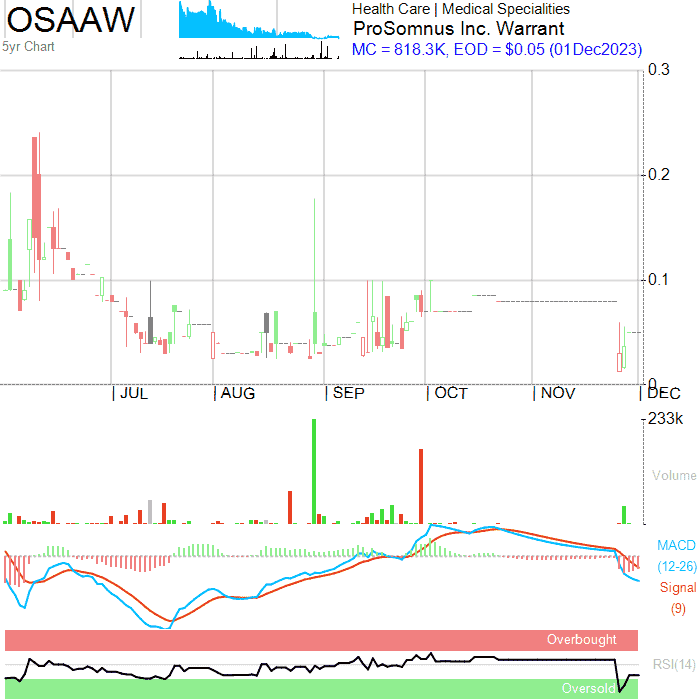 OSAAW
5yr Chart
Health Care | Medical Specialities
ProSomnus Inc. Warrant
MC = 818.3K, EOD = $0.05 (01Dec2023)
0.3
0.2
0.1
0
| JUL | AUG | SEP | OCT | NOV | DEC
233k
Volume
MACD
(12-26)
Signal
(9)
Overbought
RSI(14)
Oversold